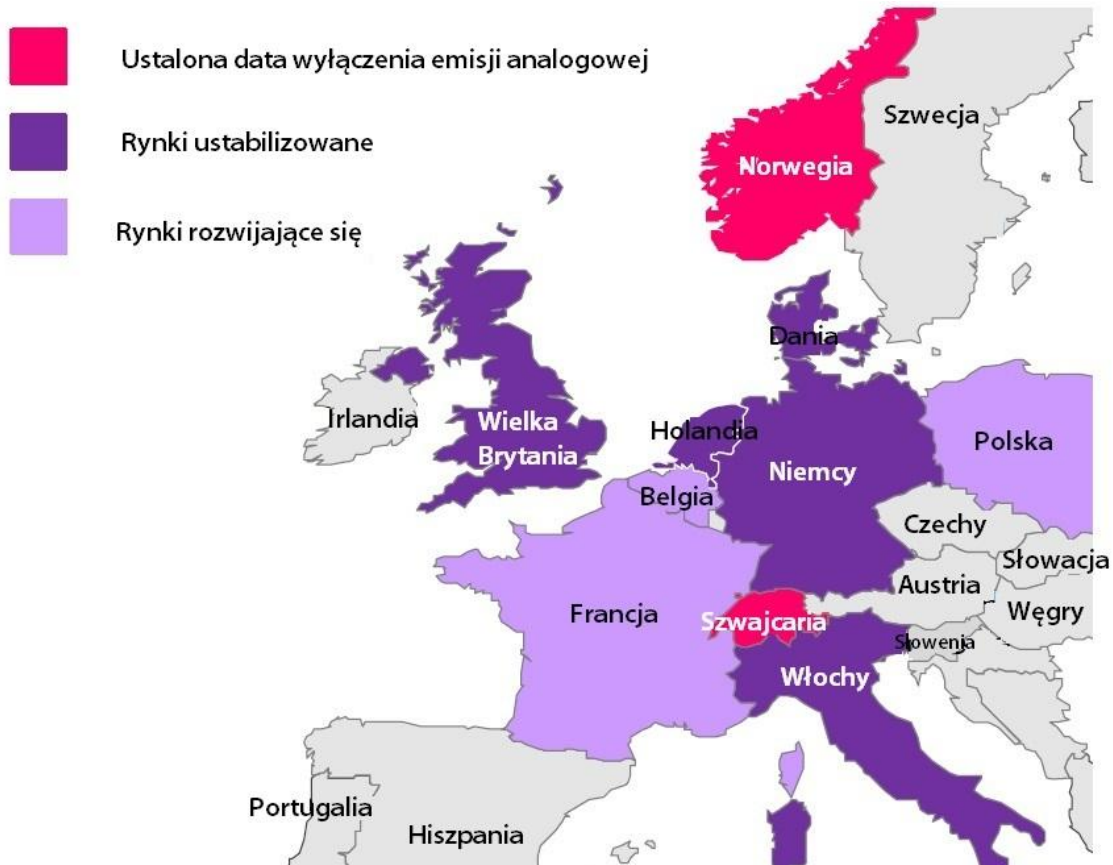 Ustalona data wyłączenia emisji analogowej
Rynki ustabilizowane
Rynki rozwijające się
Szwecja
Norwegia
Dania
Irlandia
Wielka
Brytania
Holandia
Polska
Niemcy
Belgia
Czechy
Słowacja
Austria
Węgry
Francja
Szwajcaria
Słowenja
Włochy
Portugalia
Hiszpania